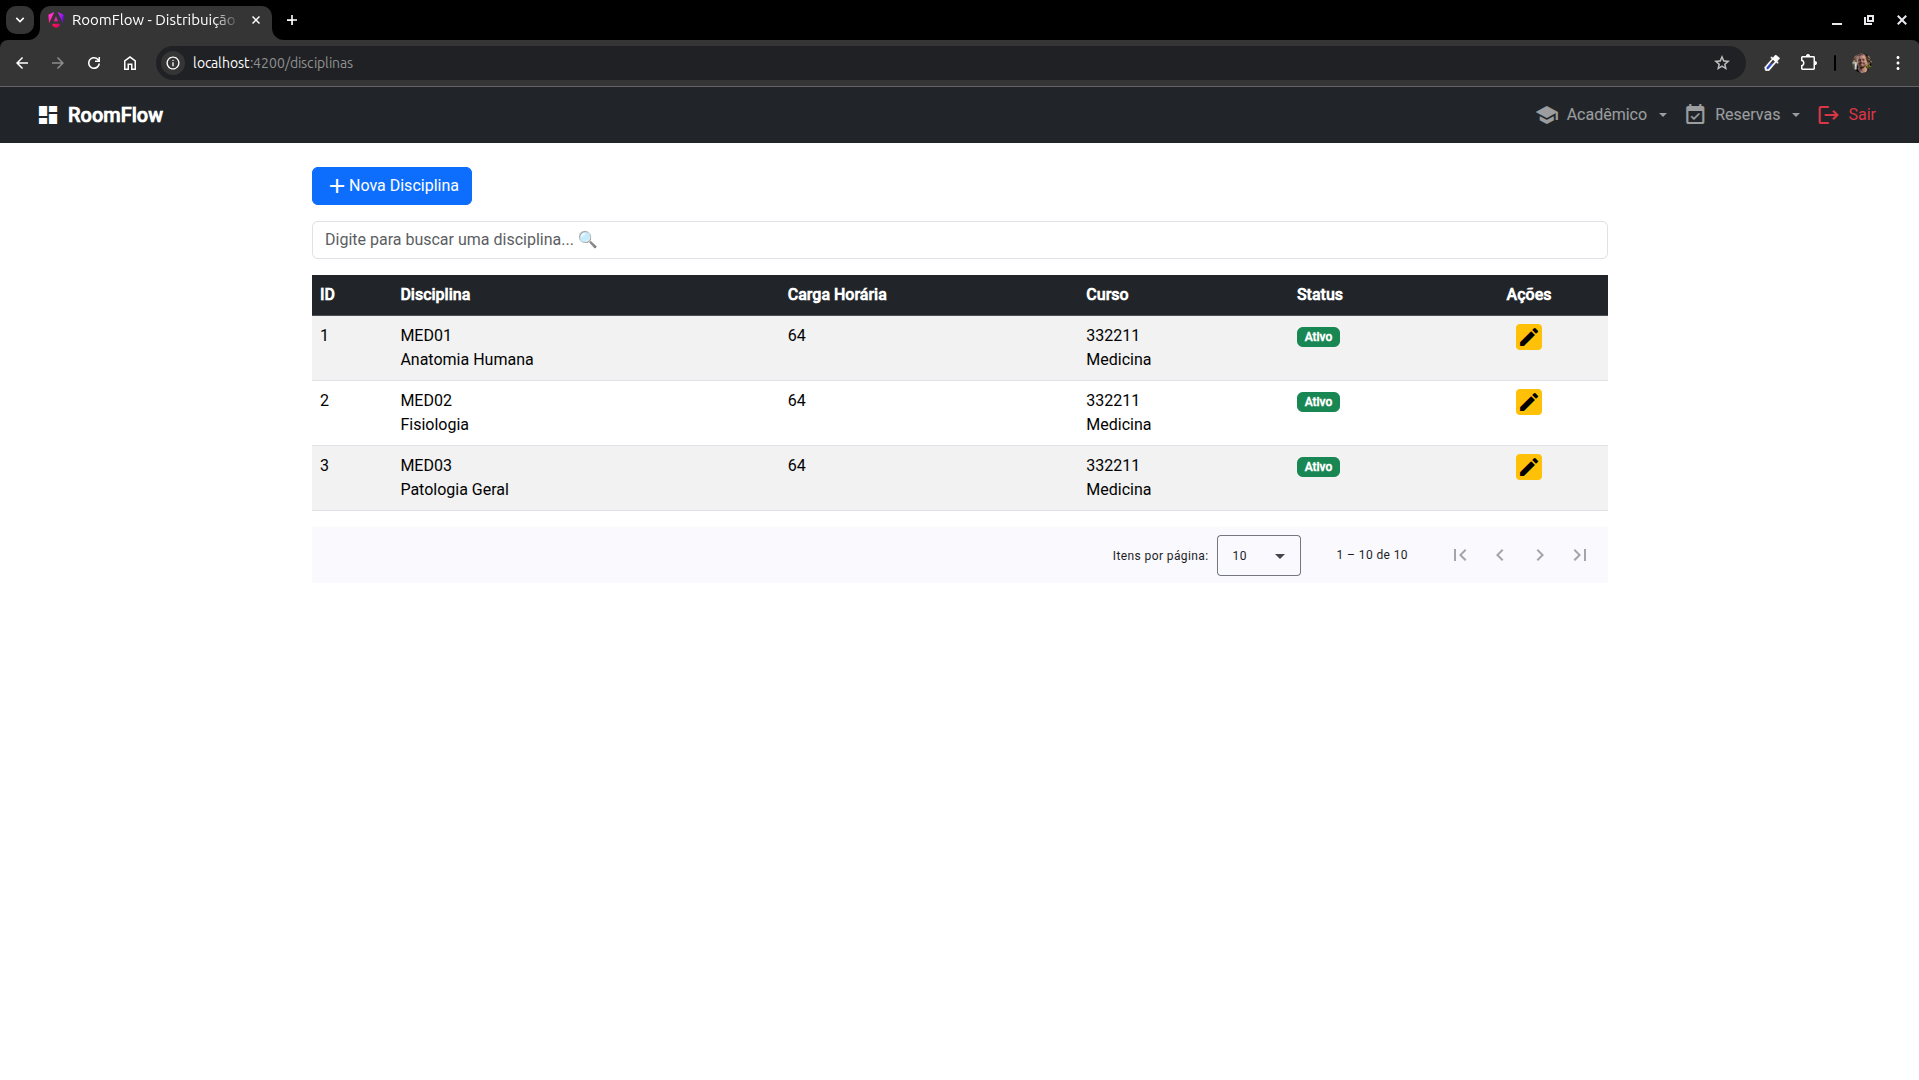 RoomFlow - Distribuição
localhost:4200/disciplinas
RoomFlow
Acadêmico
Reservas
Sair
Nova Disciplina
Digite para buscar uma disciplina... 🔍
ID Disciplina Carga Horária Curso Status Ações
1 MED01 64 332211 Ativo
Anatomia Humana Medicina
2 MED02 64 332211 Ativo
Fisiologia Medicina
3 MED03 64 332211 Ativo
Patologia Geral Medicina
Itens por página: 10 1 – 10 de 10